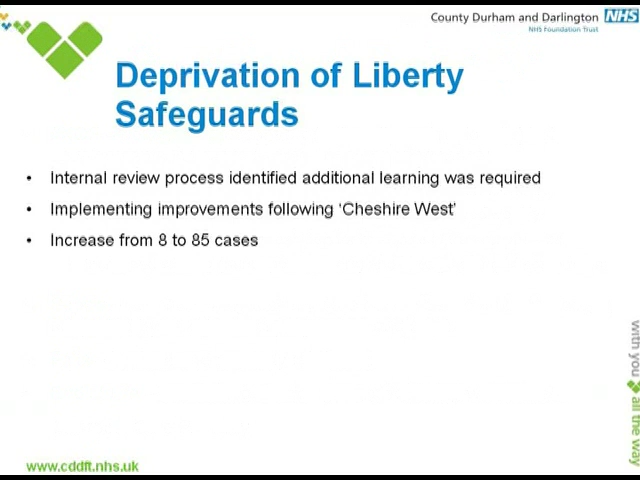 County Durham and Darlington NHS
NHS Foundation Trust
Deprivation of Liberty
Safeguards
• Internal review process identified additional learning was required
• Implementing improvements following ‘Cheshire West’
• Increase from 8 to 85 cases
with you all the way
www.cddft.nhs.uk